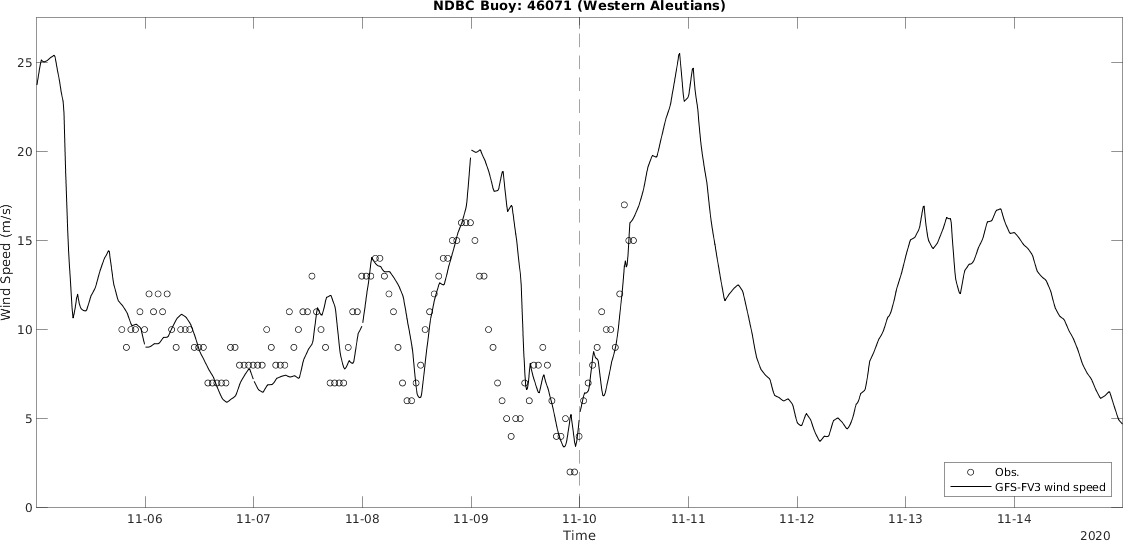 NDBC Buoy: 46071 (Western Aleutians)
Wind Speed (m/s)
25
20
15
10
5
0
Obs.
GFS-FV3 wind speed
11-06 11-07 11-08 11-09 11-10 11-11 11-12 11-13 11-14
Time
2020